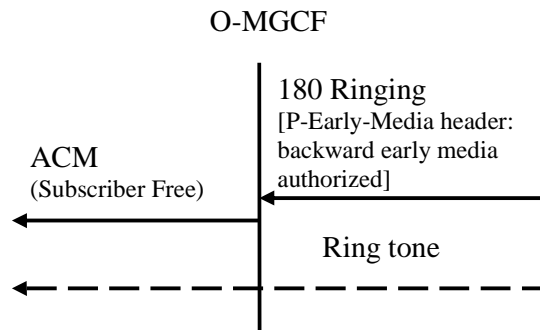 O-MGCF
180 Ringing
[P-Early-Media header:
backward early media
authorized]
ACM
(Subscriber Free)
Ring tone